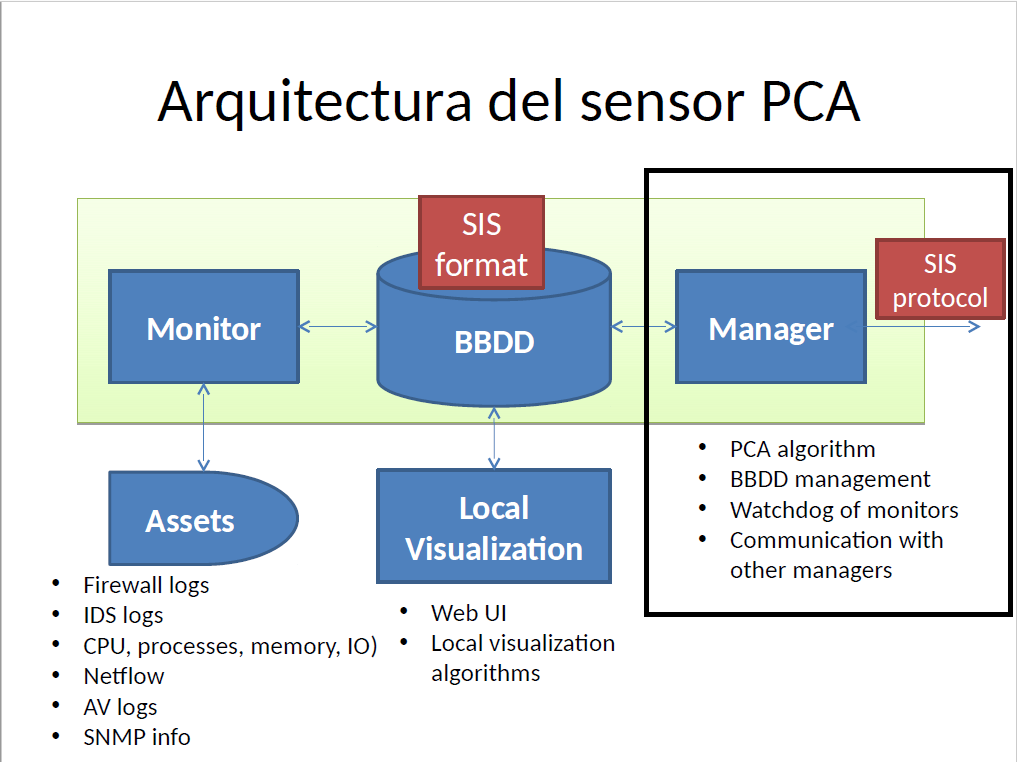 Arquitectura del sensor PCA
SIS
format
SIS
protocol
Monitor
BBDD
Manager
Assets
Local
Visualization
• PCA algorithm
• BBDD management
• Watchdog of monitors
• Communication with
other managers
• Firewall logs
• IDS logs
• CPU, processes, memory, IO)
• Netflow
• AV logs
• SNMP info
• Web UI
• Local visualization
algorithms